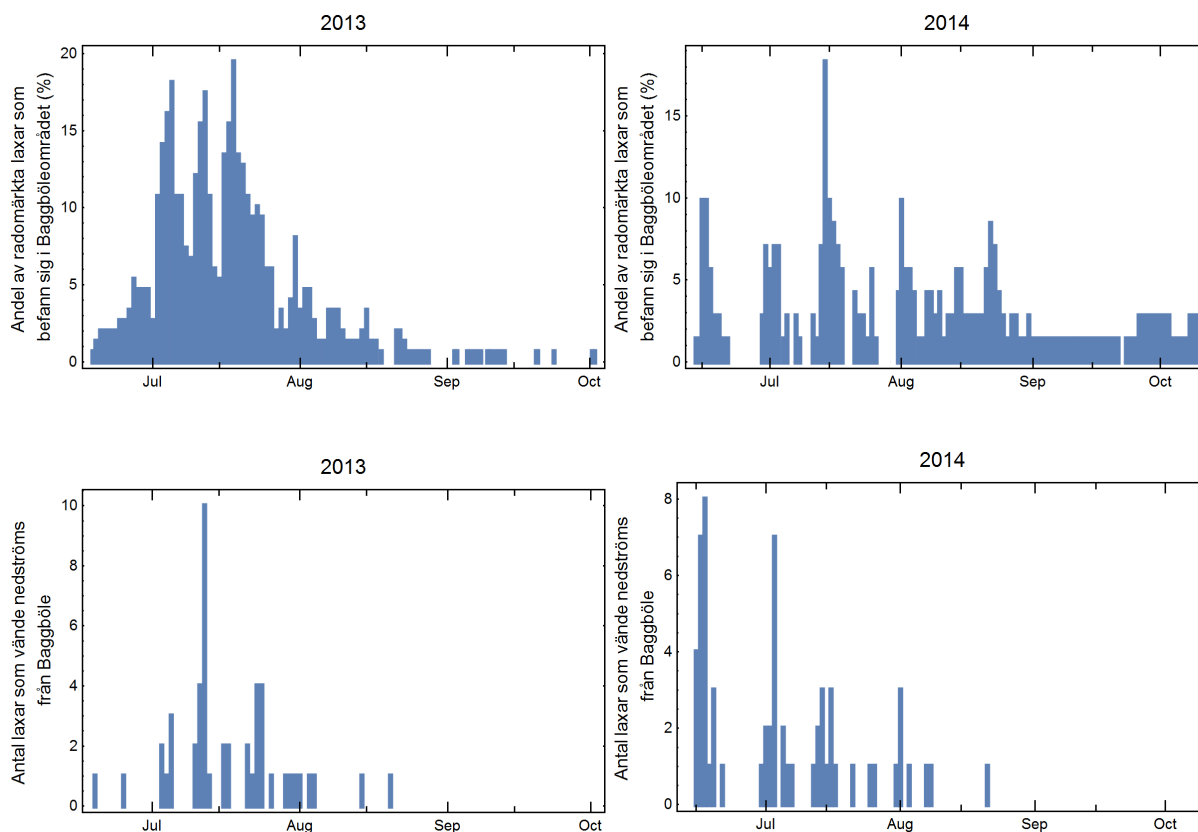 2013
Andel av radomärkta laxar som
befann sig i Baggböleområdet (%)
20
15
10
5
0
Jul
Aug
Sep
Oct
2014
Andel av radomärkta laxar som
befann sig i Baggböleområdet (%)
15
10
5
0
Jul
Aug
Sep
Oct
2013
Antal laxar som vände nedströms
från Baggböle
10
8
6
4
2
0
Jul
Aug
Sep
Oct
2014
Antal laxar som vände nedströms
från Baggböle
8
6
4
2
0
Jul
Aug
Sep
Oct